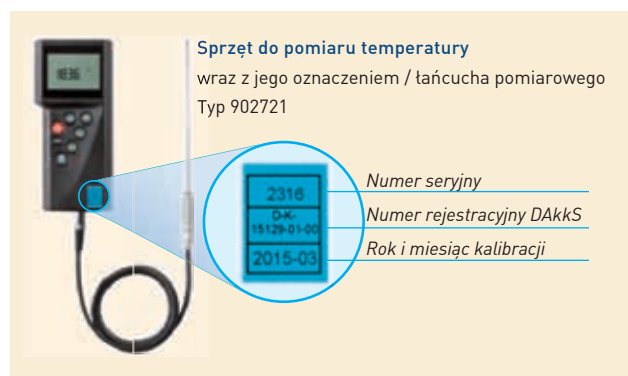 Sprzęt do pomiaru temperatury
wraz z jego oznaczeniem / łańcucha pomiarowego
Typ 902721
2316
Numer seryjny
D-K-
15129-01-00
Numer rejestracyjny DAkkS
2015-03
Rok i miesiąc kalibracji